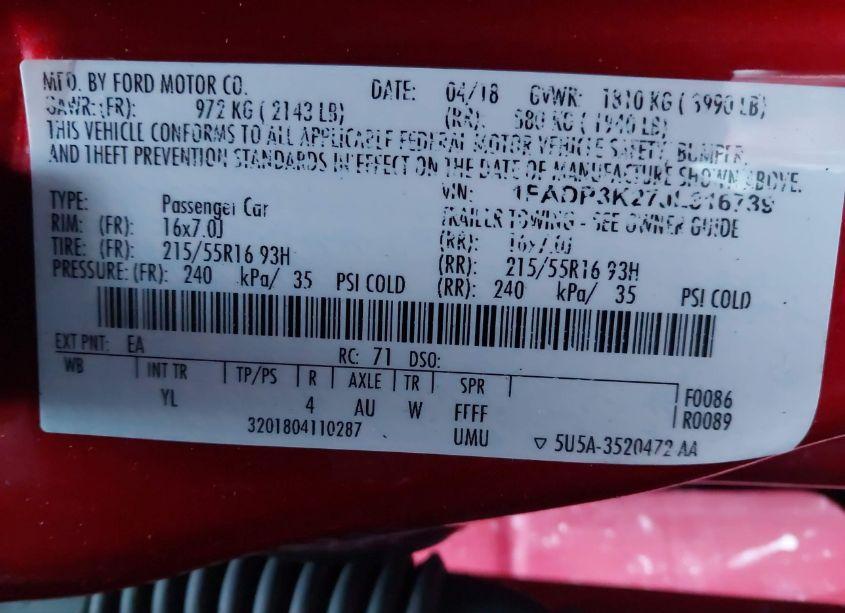 MFD. BY FORD MOTOR CO. DATE: 04/18 GVWR: 1810 KG ( 3990 LB)
GAWR:(FR): 972 KG ( 2143 LB) (RR): 880 KG ( 1940 LB)
THIS VEHICLE CONFORMS TO ALL APPLICABLE FEDERAL MOTOR VEHICLE SAFETY, BUMPER,
AND THEFT PREVENTION STANDARDS IN EFFECT ON THE DATE OF MANUFACTURE SHOWN ABOVE.
VIN:
TYPE: Passenger Car TRAILER TOWING - SEE OWNER GUIDE
RIM: (FR): 16x7.0J (RR): 16x7.0J
TIRE: (FR): 215/55R16 93H (RR): 215/55R16 93H
PRESSURE: (FR): 240 kPa/ 35 PSI COLD (RR): 240 kPa/ 35 PSI COLD
EXT PNT: EA RC: 71 DSO:
WB INT TR TP/PS R AXLE TR SPR F0086
YL 4 AU W FFFF R0089
3201804110287 UMU ▽ 5U5A-3520472 AA